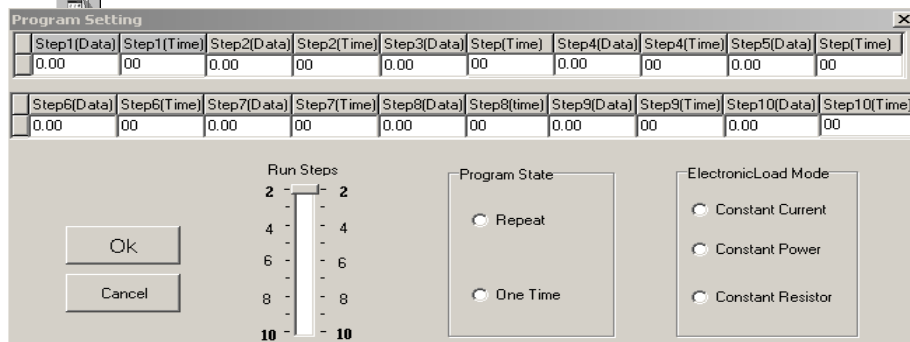 Program Setting
Step1(Data) Step1(Time) Step2(Data) Step2(Time) Step3(Data) Step(Time) Step4(Data) Step4(Time) Step5(Data) Step(Time)
0.00 00 0.00 00 0.00 00 0.00 00 0.00 00
Step6(Data) Step6(Time) Step7(Data) Step7(Time) Step8(Data) Step8(time) Step9(Data) Step9(Time) Step10(Data) Step10(Time)
0.00 00 0.00 00 0.00 00 0.00 00 0.00 00
Run Steps
2 2
4 4
6 6
8 8
10 10
Ok
Cancel
Program State
Repeat
One Time
ElectronicLoad Mode
Constant Current
Constant Power
Constant Resistor